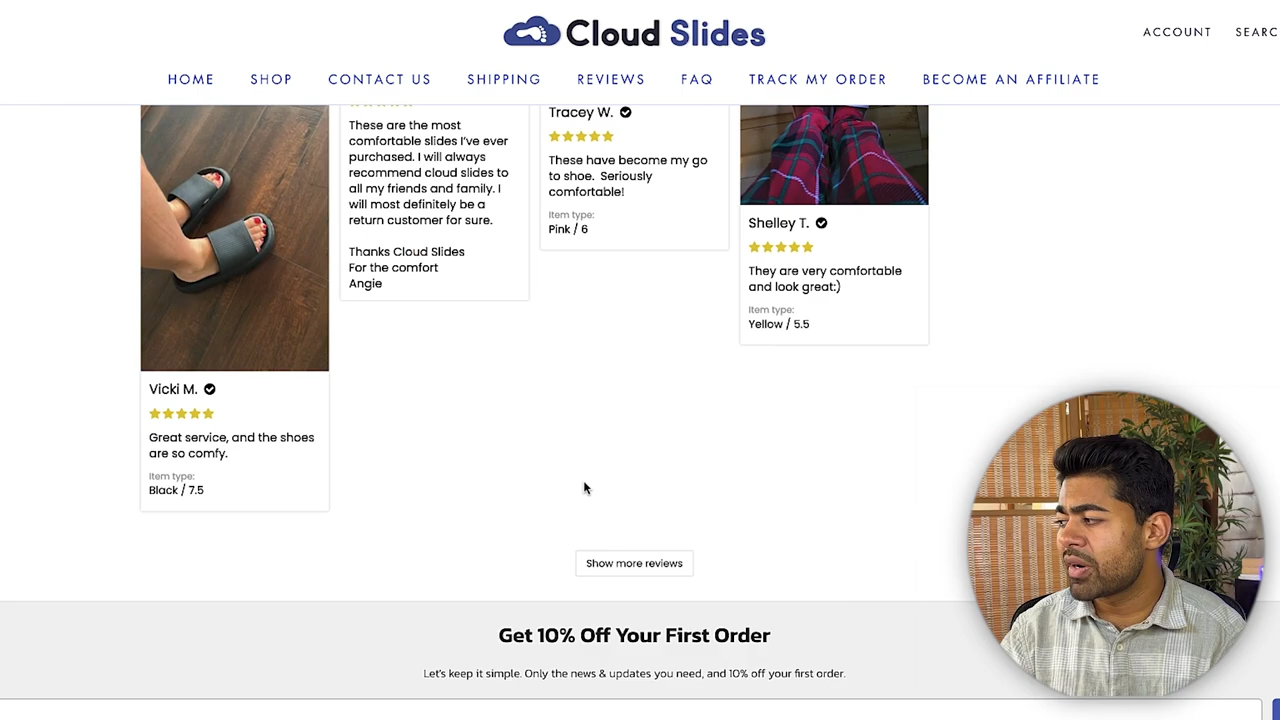 Cloud Slides
ACCOUNT
SEARC
HOME
SHOP
CONTACT US
SHIPPING
REVIEWS
FAQ
TRACK MY ORDER
BECOME AN AFFILIATE
Vicki M.
Great service, and the shoes
are so comfy.
Item type:
Black / 7.5
These are the most
comfortable slides I've ever
purchased. I will always
recommend cloud slides to
all my friends and family. I
will most definitely be a
return customer for sure.
Thanks Cloud Slides
For the comfort
Angie
Tracey W.
These have become my go
to shoe. Seriously
comfortable!
Item type:
Pink / 6
Shelley T.
They are very comfortable
and look great:)
Item type:
Yellow / 5.5
Show more reviews
Get 10% Off Your First Order
Let's keep it simple. Only the news & updates you need, and 10% off your first order.